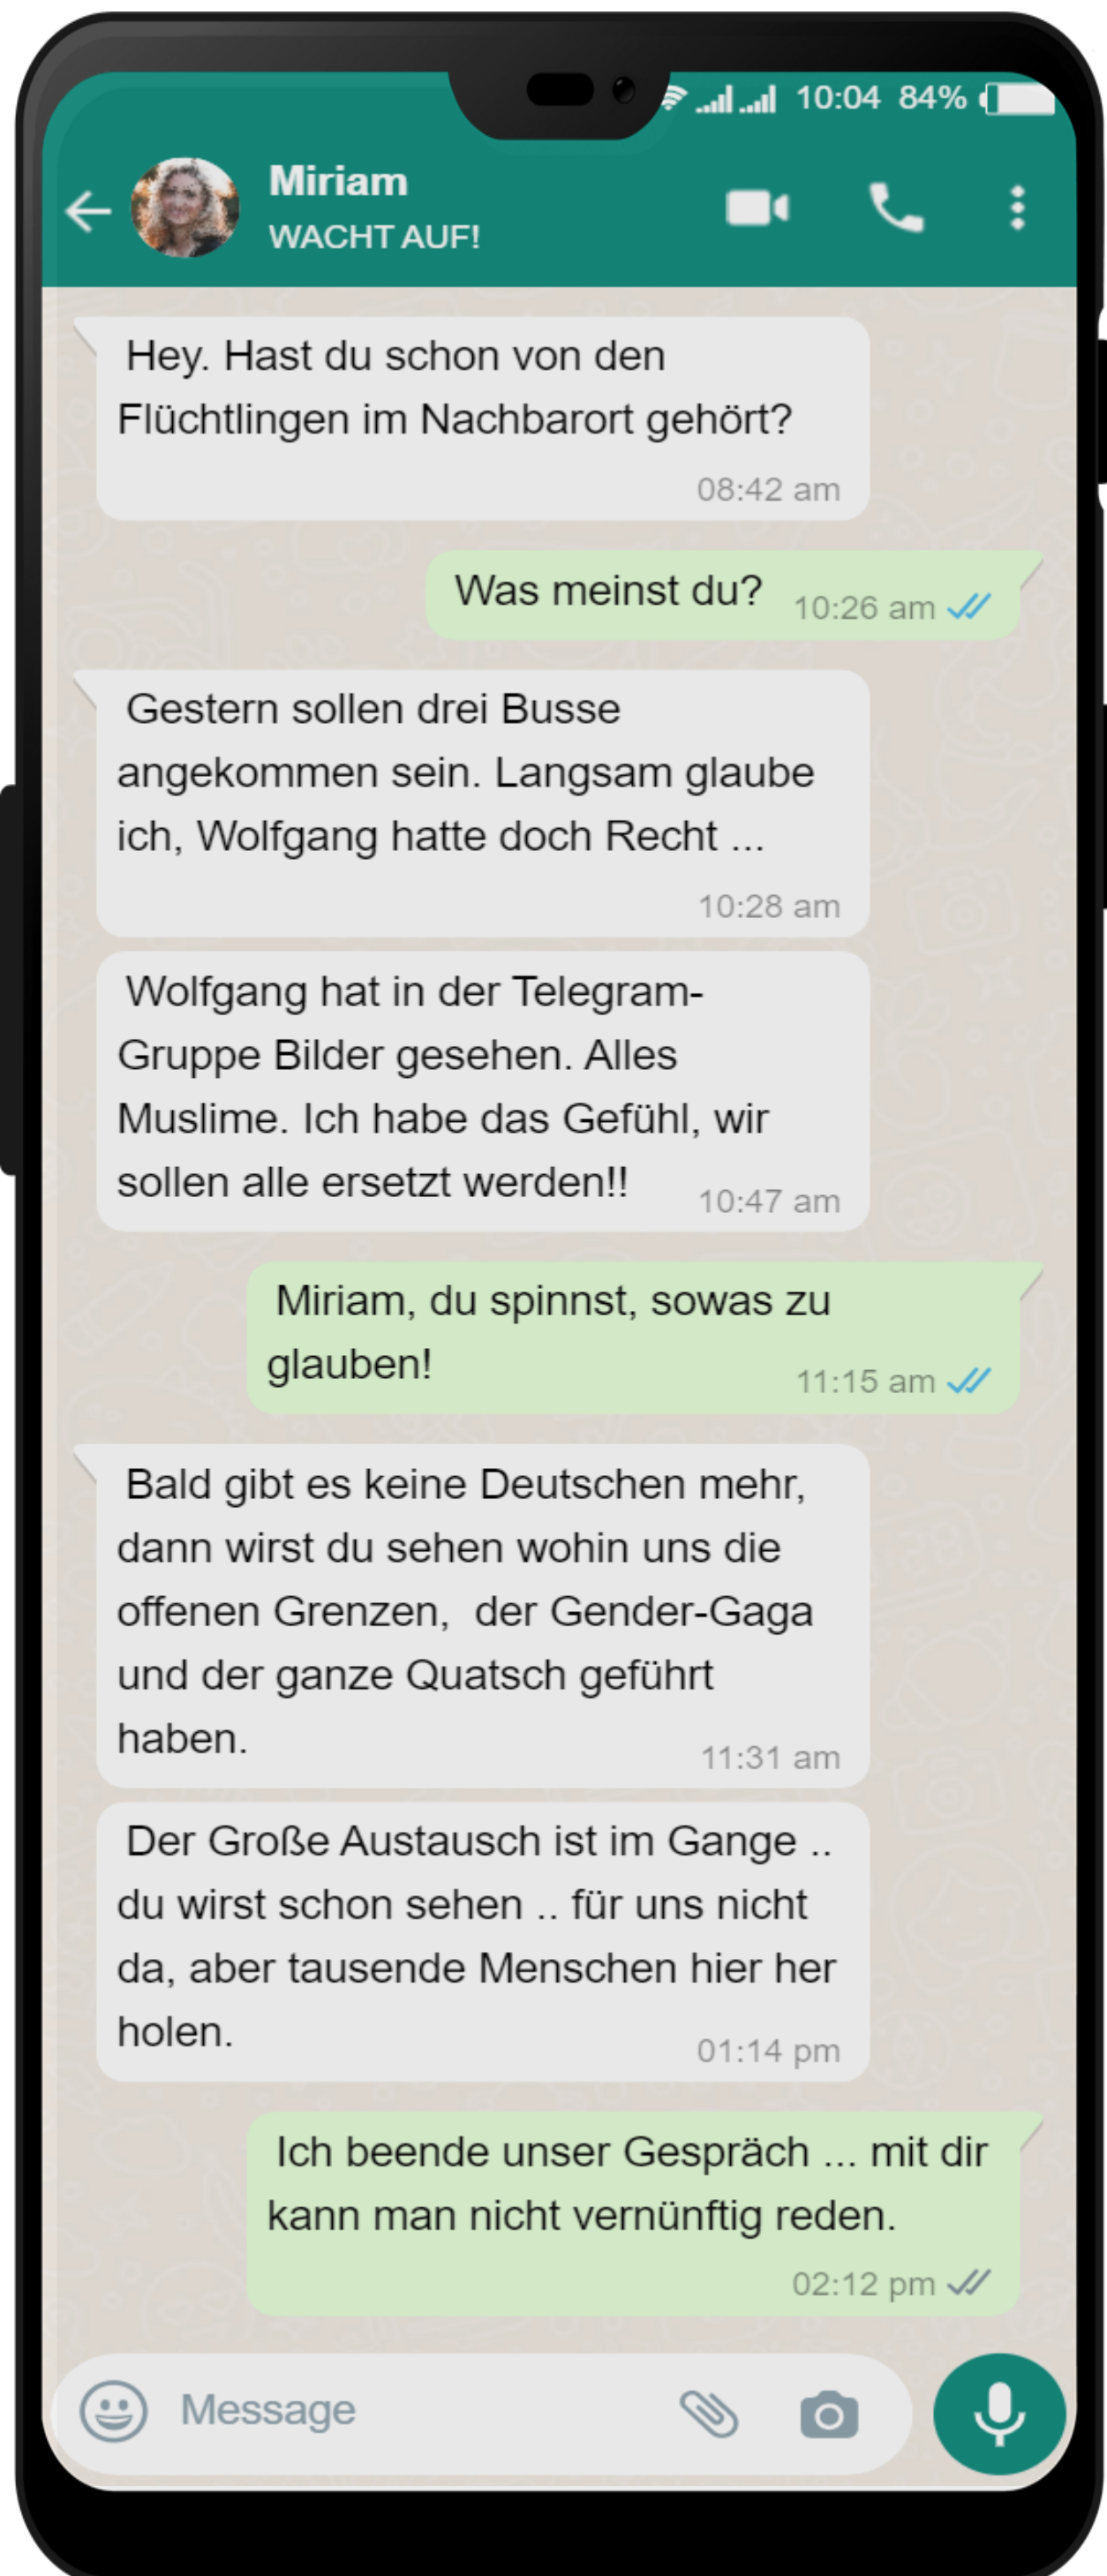 10:04 84%
Miriam
WACHT AUF!
Hey. Hast du schon von den
Flüchtlingen im Nachbarort gehört?
08:42 am
Was meinst du? 10:26 am
Gestern sollen drei Busse
angekommen sein. Langsam glaube
ich, Wolfgang hatte doch Recht ...
10:28 am
Wolfgang hat in der Telegram-
Gruppe Bilder gesehen. Alles
Muslime. Ich habe das Gefühl, wir
sollen alle ersetzt werden!! 10:47 am
Miriam, du spinnst, sowas zu
glauben! 11:15 am
Bald gibt es keine Deutschen mehr,
dann wirst du sehen wohin uns die
offenen Grenzen, der Gender-Gaga
und der ganze Quatsch geführt
haben. 11:31 am
Der Große Austausch ist im Gange ..
du wirst schon sehen .. für uns nicht
da, aber tausende Menschen hier her
holen. 01:14 pm
Ich beende unser Gespräch ... mit dir
kann man nicht vernünftig reden.
02:12 pm
Message